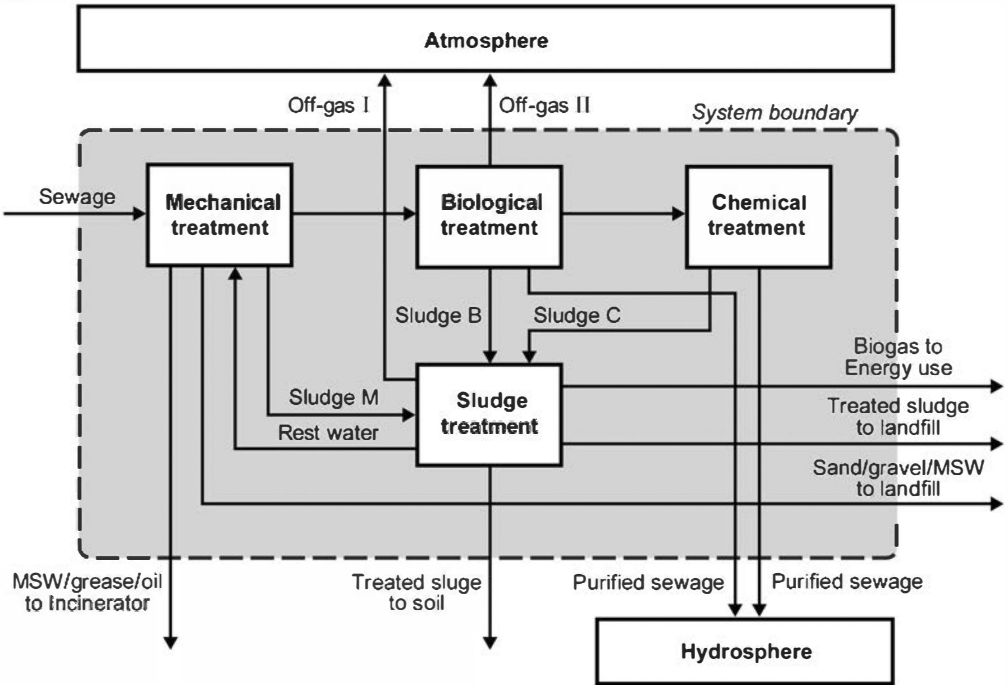 Atmosphere
Off-gas I
Off-gas II
System boundary
Sewage
Mechanical
treatment
Biological
treatment
Chemical
treatment
Sludge B
Sludge C
Biogas to
Energy use
Sludge M
Rest water
Sludge
treatment
Treated sludge
to landfill
Sand/gravel/MSW
to landfill
MSW/grease/oil
to Incinerator
Treated sluge
to soil
Purified sewage
Purified sewage
Hydrosphere